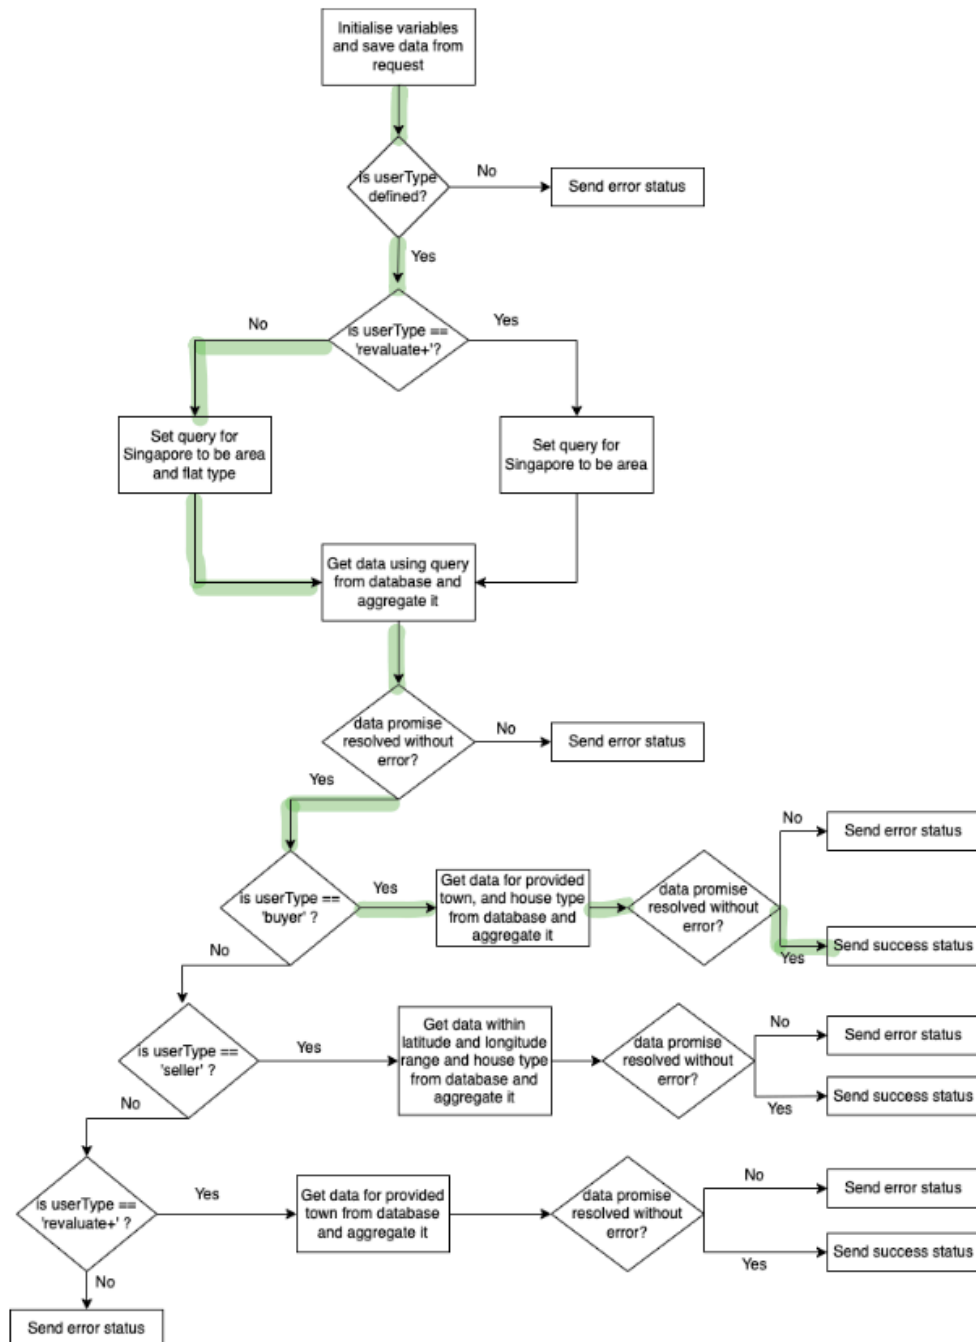 Initialise variables
and save data from
request
is userType
defined?
No
Send error status
Yes
is userType ==
'revaluate+'?
No
Yes
Set query for
Singapore to be area
and flat type
Set query for
Singapore to be area
Get data using query
from database and
aggregate it
data promise
resolved without
error?
No
Send error status
Yes
is userType ==
'buyer' ?
Yes
Get data for provided
town, and house type
from database and
aggregate it
data promise
resolved without
error?
No
Send error status
Yes
Send success status
No
is userType ==
'seller' ?
Yes
Get data within
latitude and longitude
range and house type
from database and
aggregate it
data promise
resolved without
error?
No
Send error status
Yes
Send success status
No
is userType ==
'revaluate+' ?
Yes
Get data for provided
town from database
and aggregate it
data promise
resolved without
error?
No
Send error status
Yes
Send success status
No
Send error status